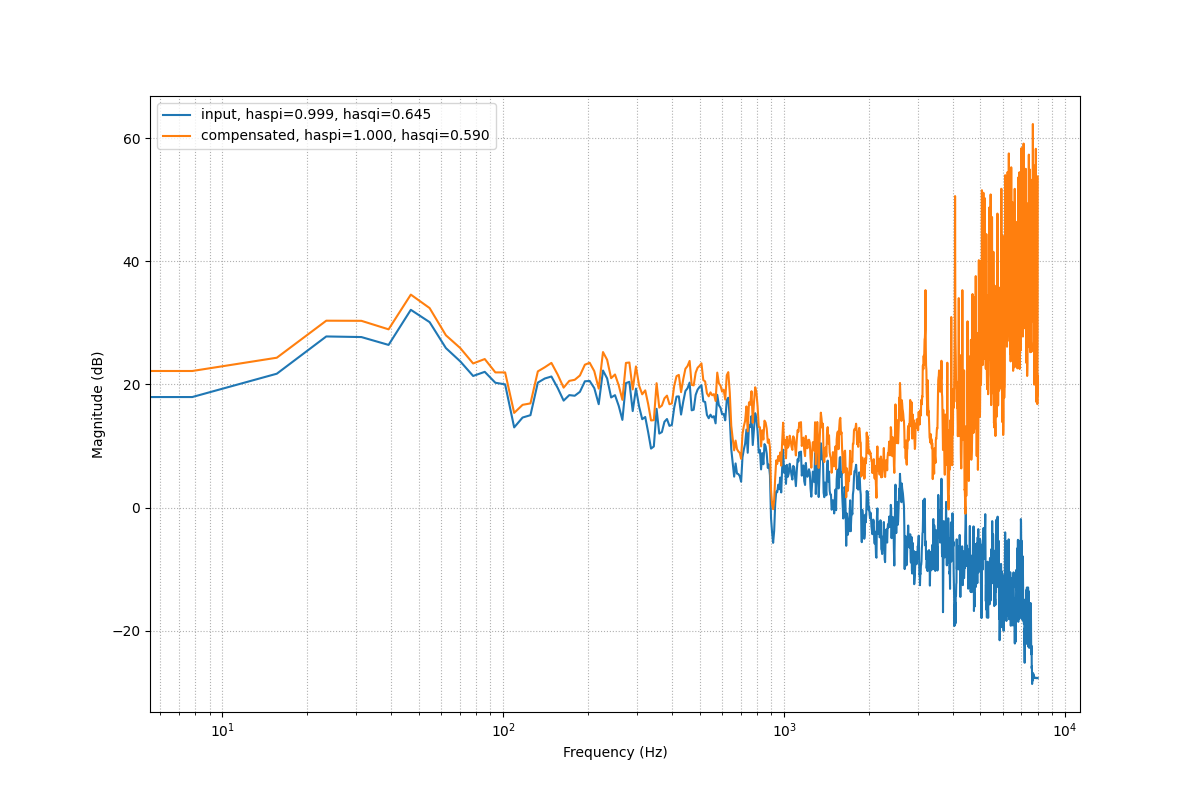 input, haspi=0.999, hasqi=0.645
compensated, haspi=1.000, hasqi=0.590
Magnitude (dB)
60
40
20
0
−20
10¹
10²
10³
10⁴
Frequency (Hz)